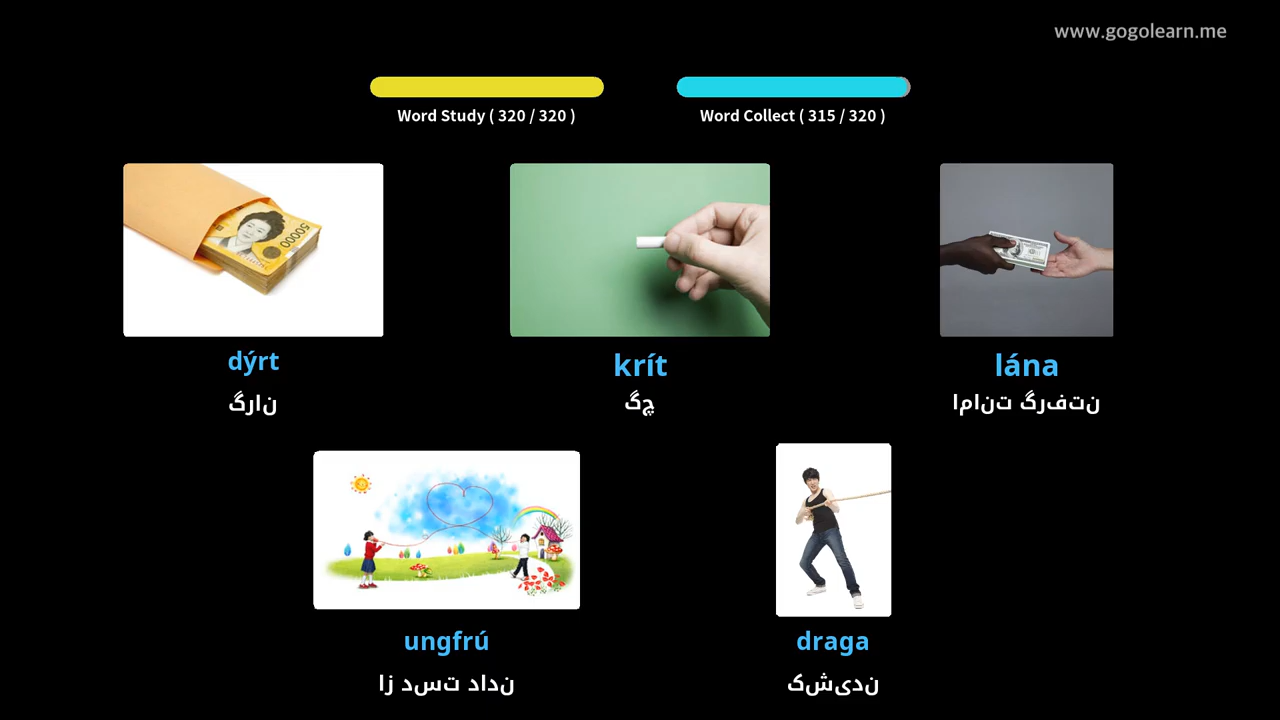 www.gogolearn.me
Word Study ( 320 / 320 )
Word Collect ( 315 / 320 )
dýrt
گران
krít
گچ
lána
امانت گرفتن
ungfrú
از دست دادن
draga
کشیدن